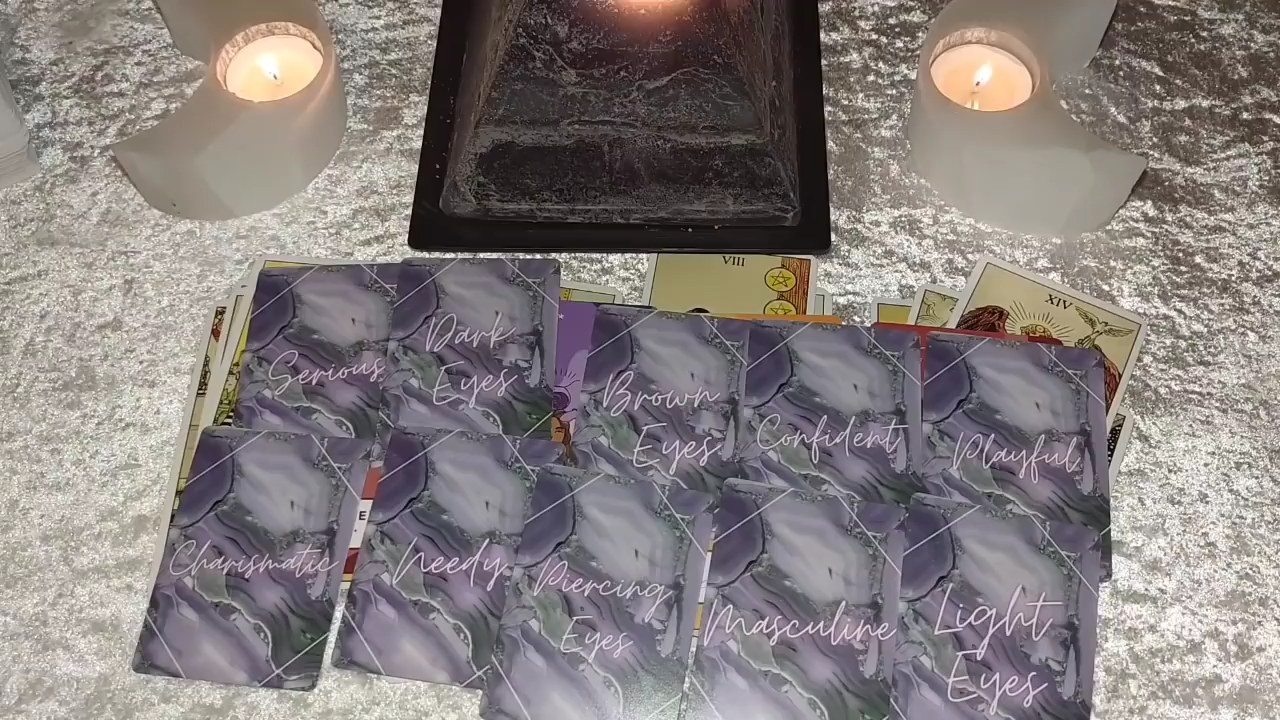 VIII
XIV
Serious
Dark
Eyes
Brown
Eyes
Confident
Playful
E
Charismatic
Needy
Piercing
Eyes
Masculine
Light
Eyes